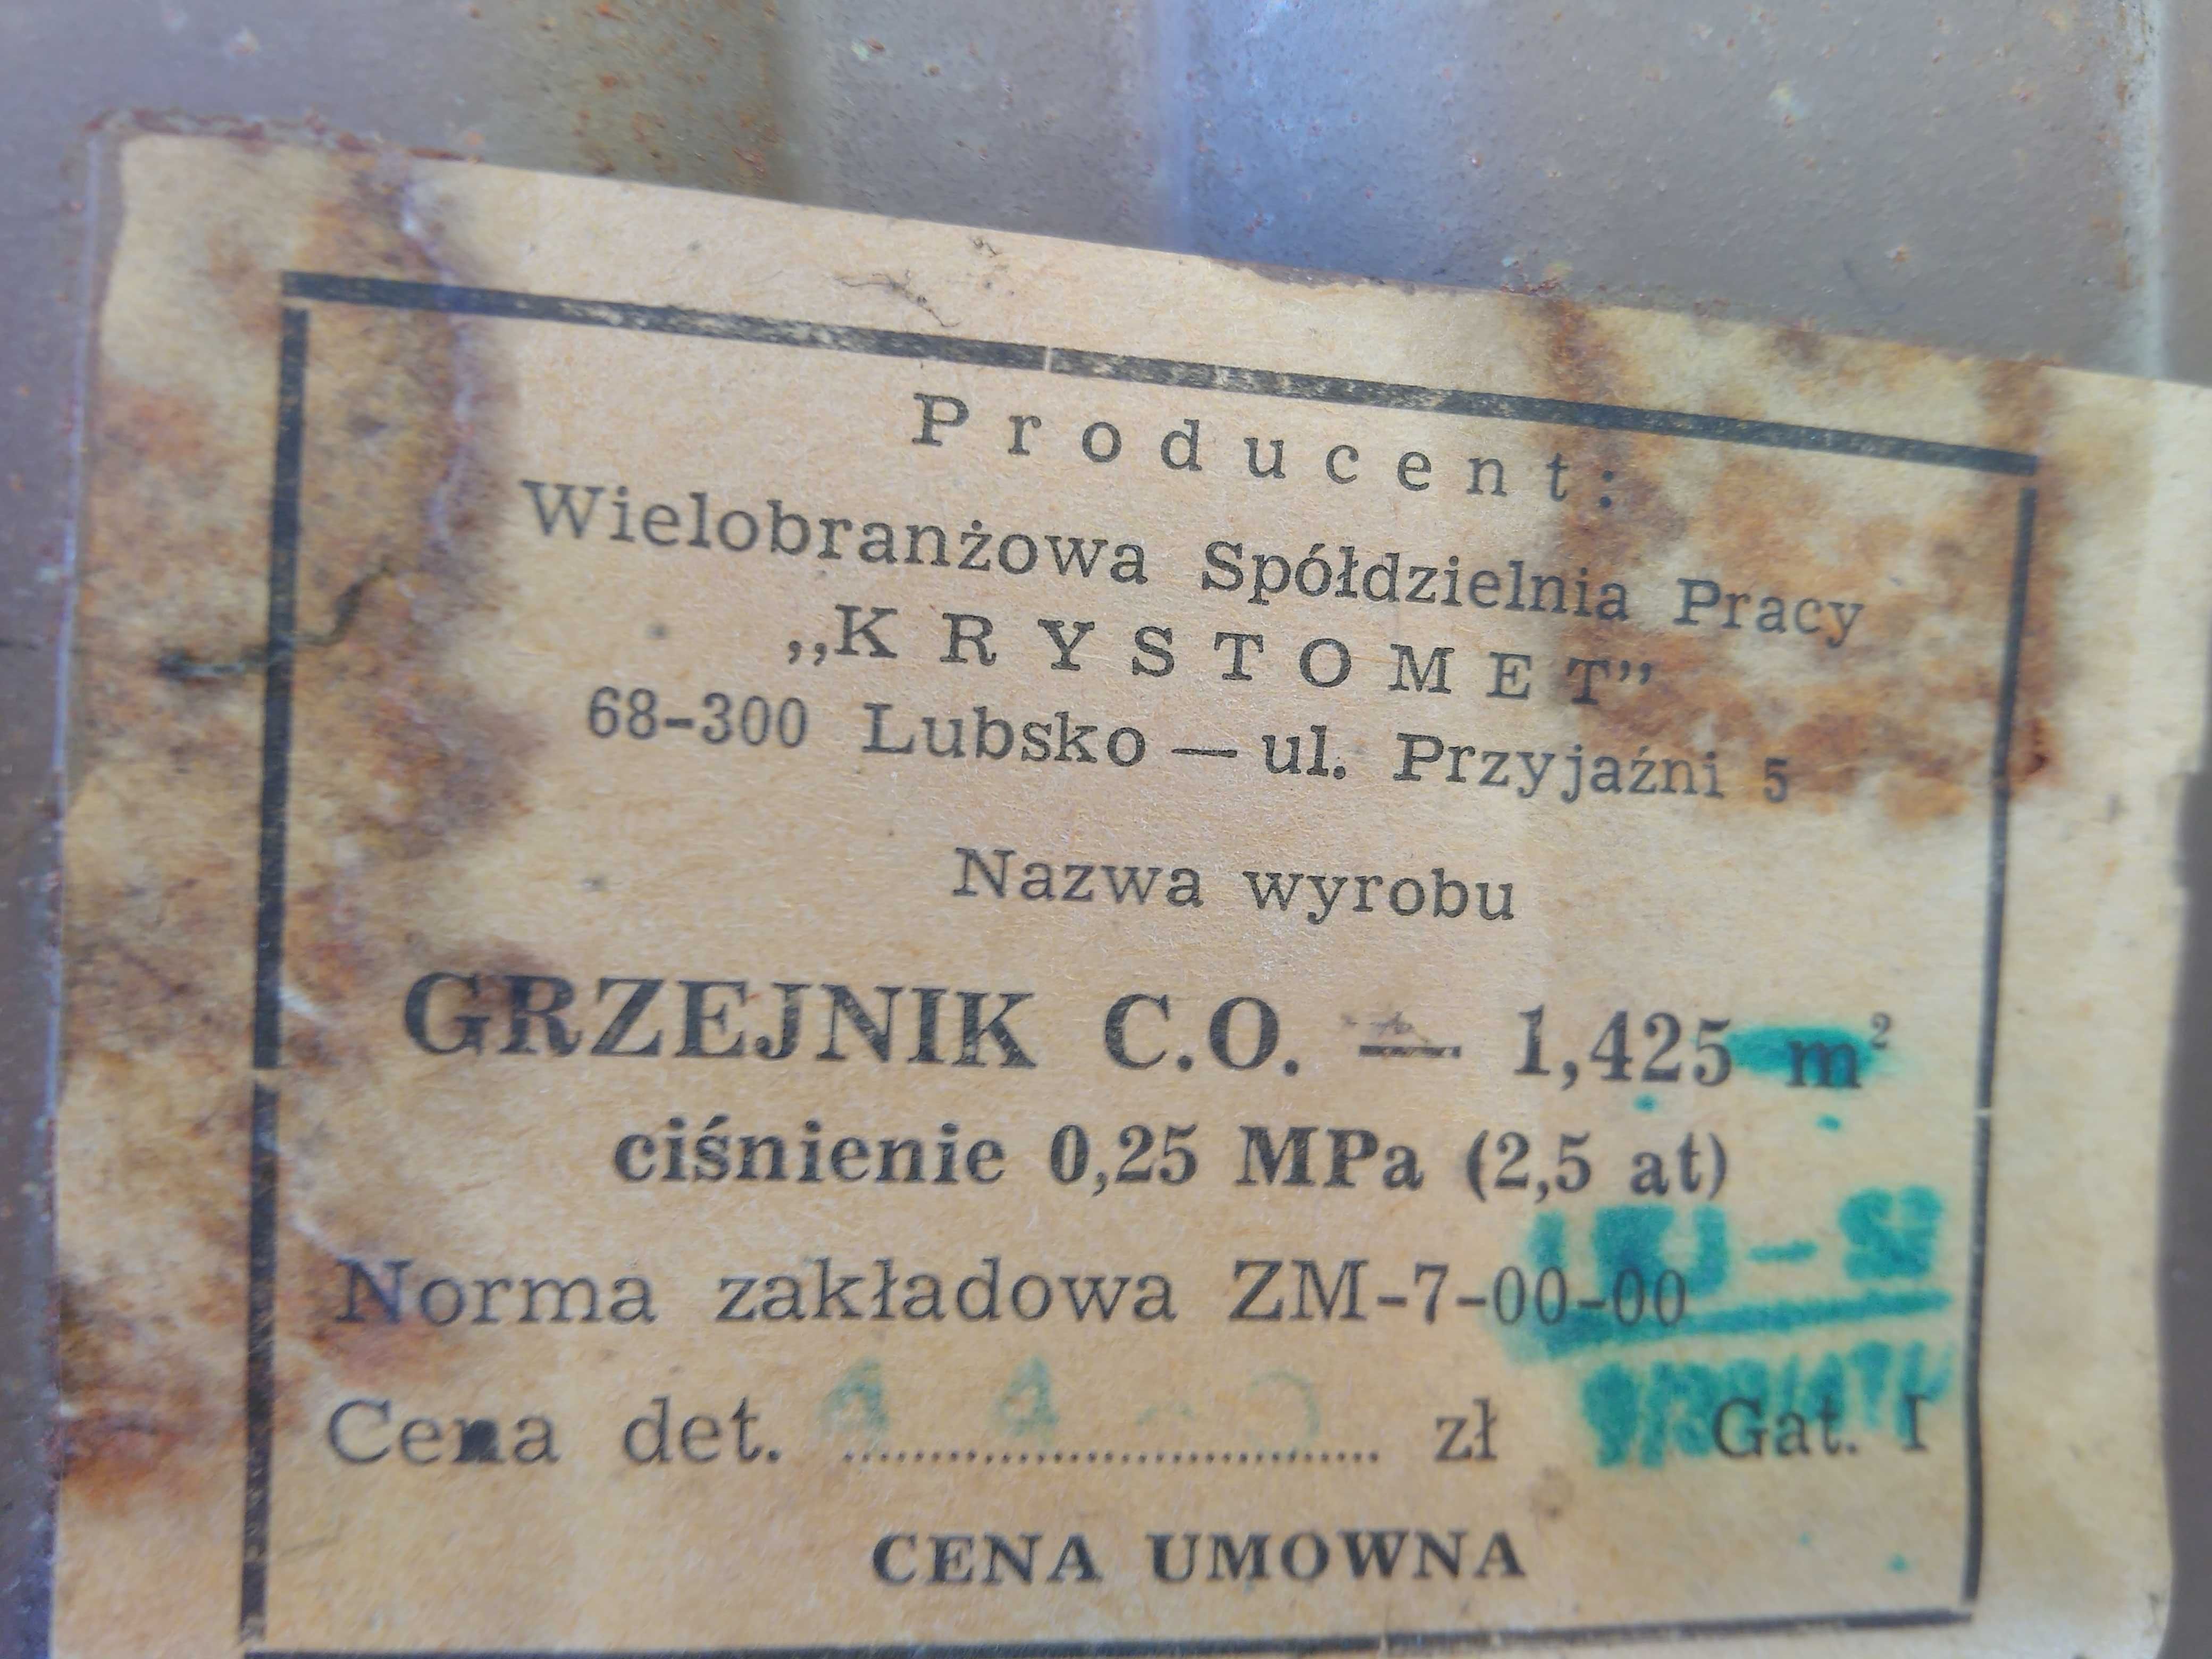 Producent:
Wielobranżowa Spółdzielnia Pracy
„KRYSTOMET”
68-300 Lubsko — ul. Przyjaźni 5
Nazwa wyrobu
GRZEJNIK C.O. — 1,425 m²
ciśnienie 0,25 MPa (2,5 at)
Norma zakładowa ZM-7-00-00
Cena det. .................................... zł Gat. I
CENA UMOWNA